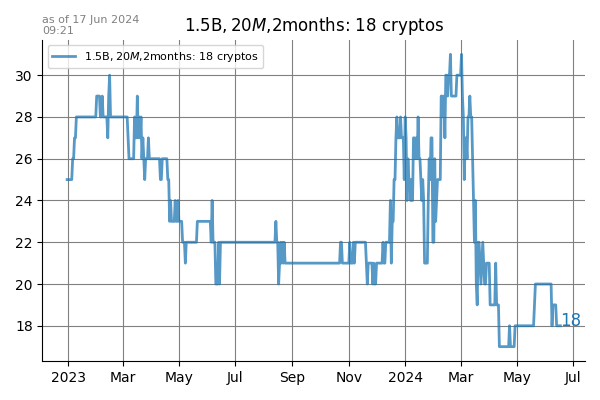 as of 17 Jun 2024
09:21
1.5B, 20M,2months: 18 cryptos
1.5B, 20M,2months: 18 cryptos
30
28
26
24
22
20
18
18
2023 Mar May Jul Sep Nov 2024 Mar May Jul